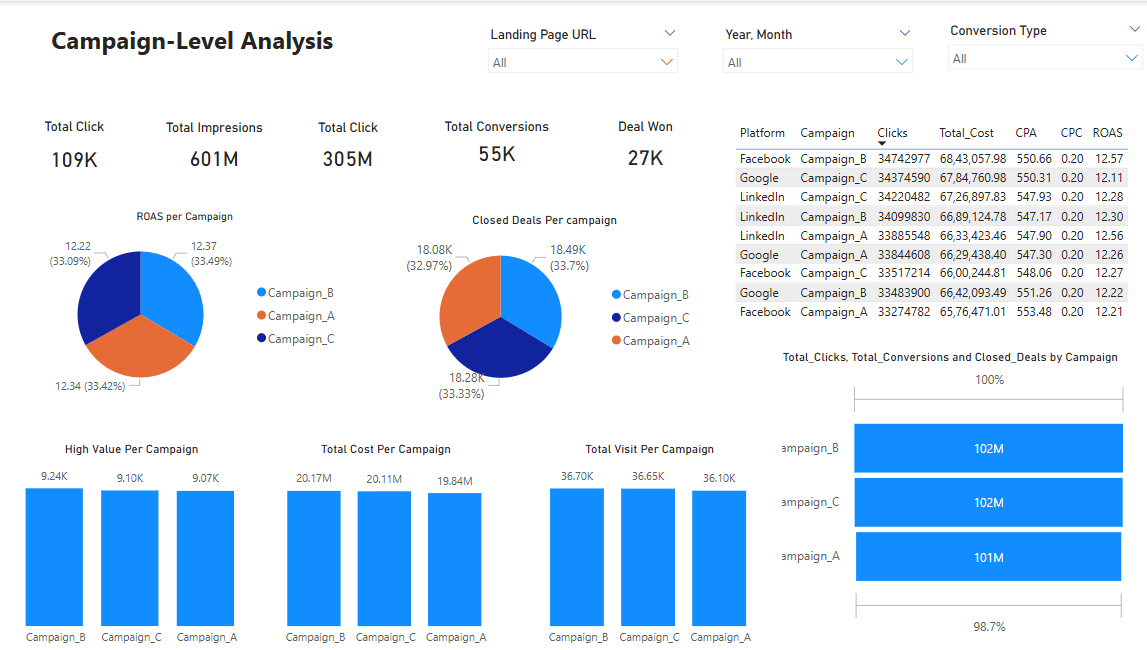 Campaign-Level Analysis
Landing Page URL
All
Year, Month
All
Conversion Type
All
Total Click
109K
Total Impresions
601M
Total Click
305M
Total Conversions
55K
Deal Won
27K
Platform Campaign Clicks Total_Cost CPA CPC ROAS
Facebook Campaign_B 34742977 68,43,057.98 550.66 0.20 12.57
Google Campaign_C 34374590 67,84,760.98 550.31 0.20 12.11
LinkedIn Campaign_C 34220482 67,26,897.83 547.93 0.20 12.28
LinkedIn Campaign_B 34099830 66,89,124.78 547.17 0.20 12.30
LinkedIn Campaign_A 33885548 66,33,423.46 547.90 0.20 12.56
Google Campaign_A 33844608 66,29,438.40 547.30 0.20 12.26
Facebook Campaign_C 33517214 66,00,244.81 548.06 0.20 12.27
Google Campaign_B 33483900 66,42,093.49 551.26 0.20 12.22
Facebook Campaign_A 33274782 65,76,471.01 553.48 0.20 12.21
ROAS per Campaign
12.22
(33.09%)
12.37
(33.49%)
12.34 (33.42%)
Campaign_B
Campaign_A
Campaign_C
Closed Deals Per campaign
18.08K
(32.97%)
18.49K
(33.7%)
18.28K
(33.33%)
Campaign_B
Campaign_C
Campaign_A
Total_Clicks, Total_Conversions and Closed_Deals by Campaign
100%
ampaign_B
102M
ampaign_C
102M
ampaign_A
101M
98.7%
High Value Per Campaign
9.24K
9.10K
9.07K
Campaign_B
Campaign_C
Campaign_A
Total Cost Per Campaign
20.17M
20.11M
19.84M
Campaign_B
Campaign_C
Campaign_A
Total Visit Per Campaign
36.70K
36.65K
36.10K
Campaign_B
Campaign_C
Campaign_A